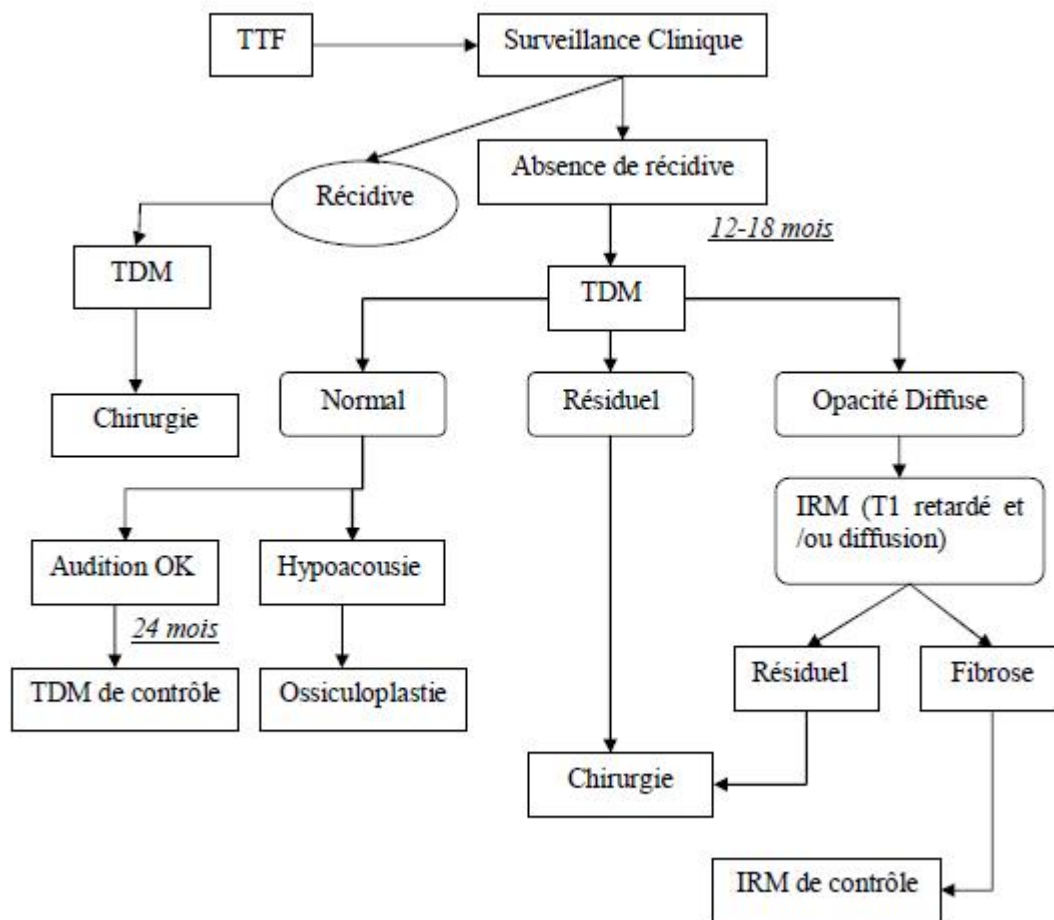 TTF
Surveillance Clinique
Récidive
Absence de récidive
12-18 mois
TDM
TDM
Chirurgie
Normal
Résiduel
Opacité Diffuse
IRM (T1 retardé et
/ou diffusion)
Audition OK
Hypoacousie
24 mois
TDM de contrôle
Ossiculoplastie
Résiduel
Fibrose
Chirurgie
IRM de contrôle